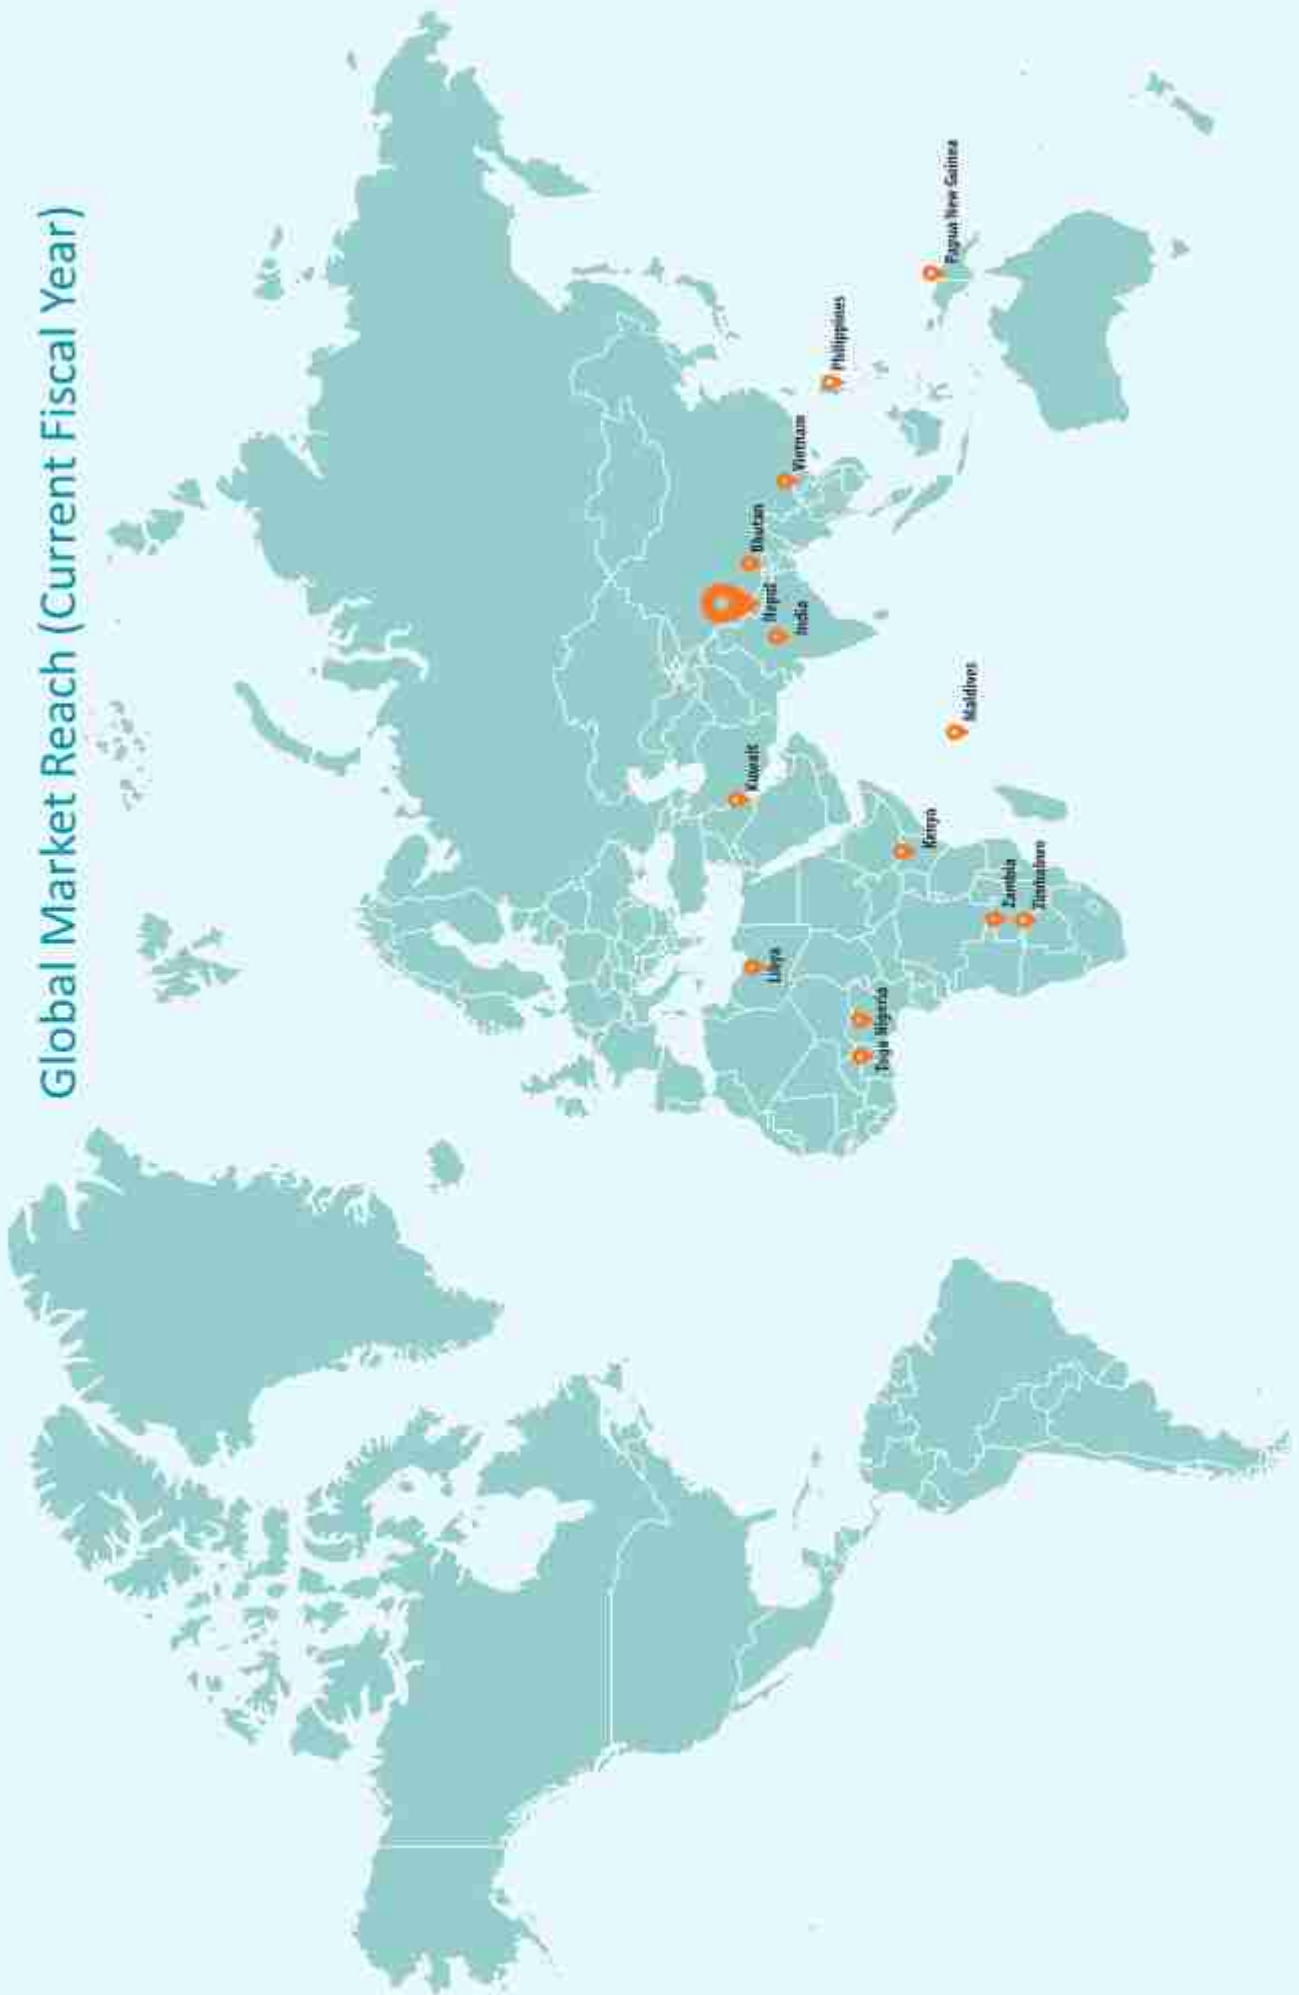 Global Market Reach (Current Fiscal Year)
Bhutan
Nepal
India
Vietnam
Philippines
Papua New Guinea
Kuwait
Maldives
Libya
Togo Nigeria
Kenya
Zambia
Zimbabwe